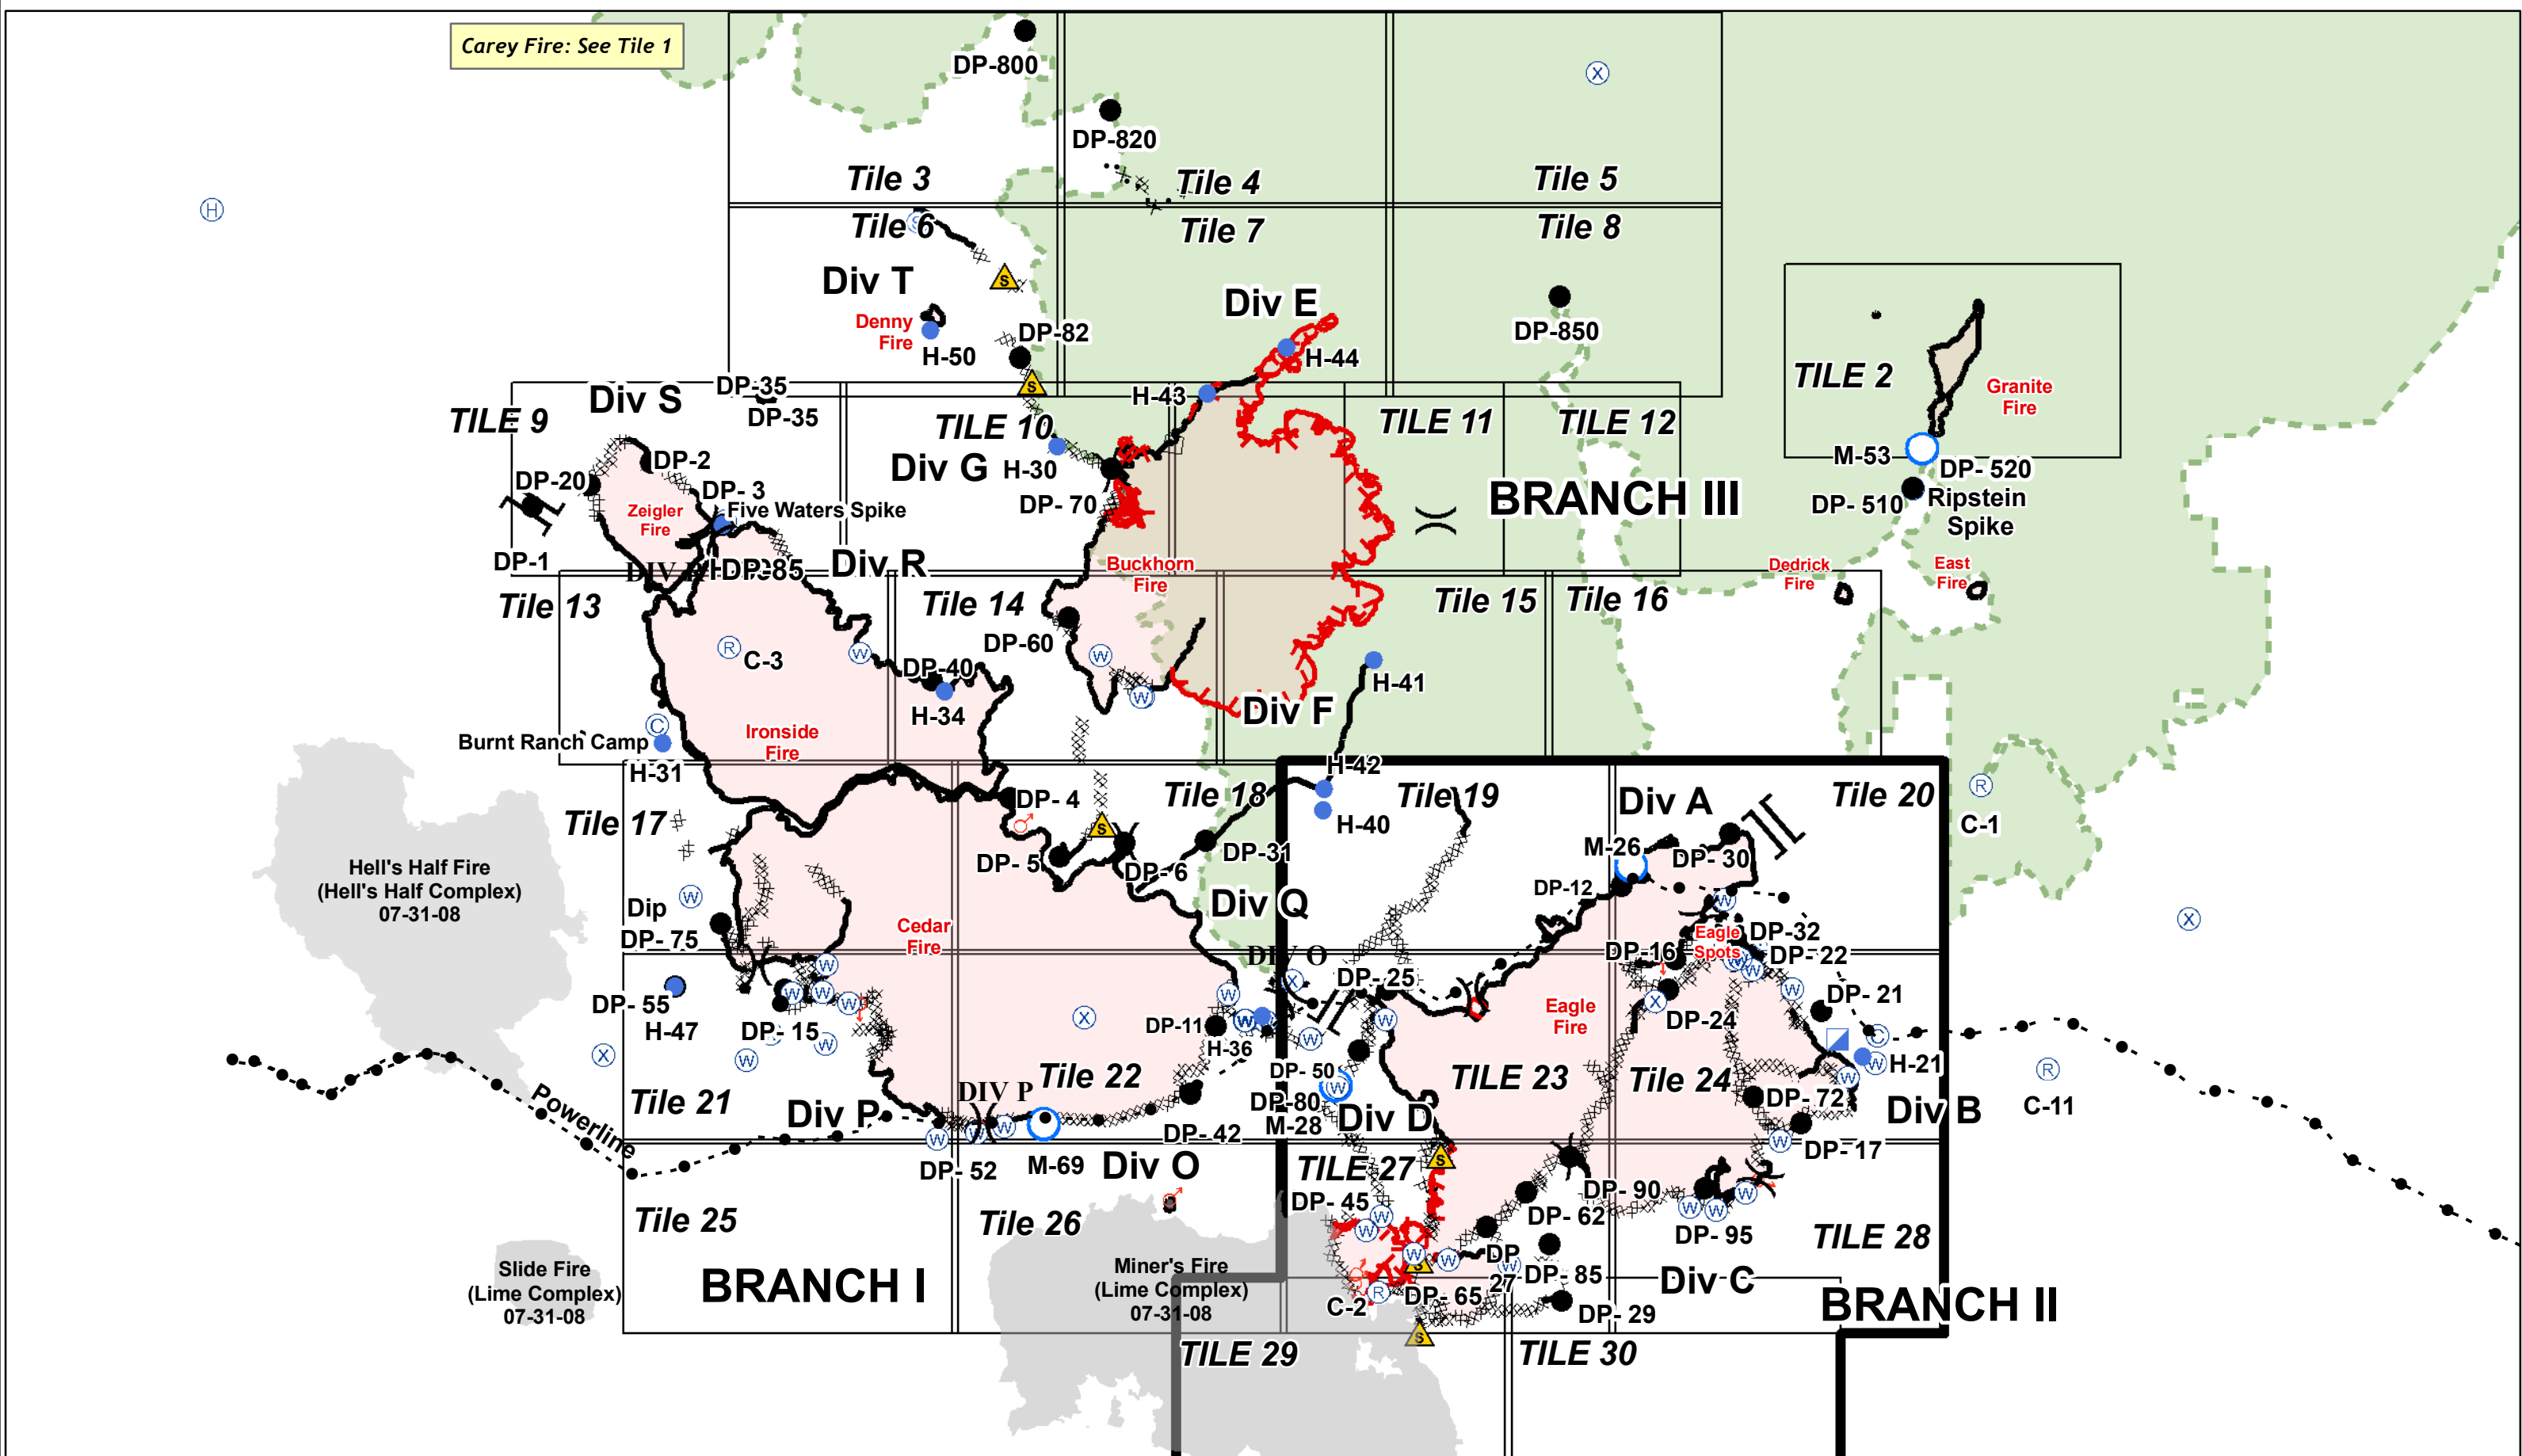 Carey Fire: See Tile 1
DP-800
DP-820
Tile 3
Tile 4
Tile 5
Tile 6
Tile 7
Tile 8
Div T
Denny
Fire
H-50
DP-82
Div E
H-44
DP-850
TILE 2
Granite
Fire
M-53
DP- 520
DP- 510
Ripstein
Spike
DP-35
DP-35
H-43
Div S
TILE 9
TILE 10
TILE 11
TILE 12
Div G
H-30
DP- 70
BRANCH III
DP-2
DP-20
DP- 3
Five Waters Spike
Zeigler
Fire
DP-1
Div R
Buckhorn
Fire
Dedrick
Fire
East
Fire
Tile 13
Tile 14
Tile 15
Tile 16
DP-60
C-3
DP-40
H-34
H-41
Div F
Burnt Ranch Camp
H-31
Ironside
Fire
H-42
H-40
Tile 17
Tile 18
Tile 19
Tile 20
DP- 4
DP- 5
DP- 6
DP-31
Div A
M-26
DP- 30
DP-12
C-1
Hell's Half Fire
(Hell's Half Complex)
07-31-08
Dip
DP- 75
Cedar
Fire
Div Q
DIV O
DP- 25
DP-16
Eagle
Spots
DP-32
DP- 22
DP- 21
DP-24
Eagle
Fire
DP- 55
H-47
DP- 15
DP-11
H-36
DP- 50
DP-80
M-28
Div D
TILE 23
Tile 24
DP- 72
H-21
Div B
C-11
DP- 17
Tile 21
Tile 22
Powerline
Div P
DIV P
DP- 52
M-69
DP- 42
Div O
TILE 27
DP- 45
DP- 90
DP- 62
DP- 95
TILE 28
Tile 25
Tile 26
Slide Fire
(Lime Complex)
07-31-08
BRANCH I
Miner's Fire
(Lime Complex)
07-31-08
C-2
DP- 65
DP
27
DP- 85
DP- 29
Div C
BRANCH II
TILE 29
TILE 30